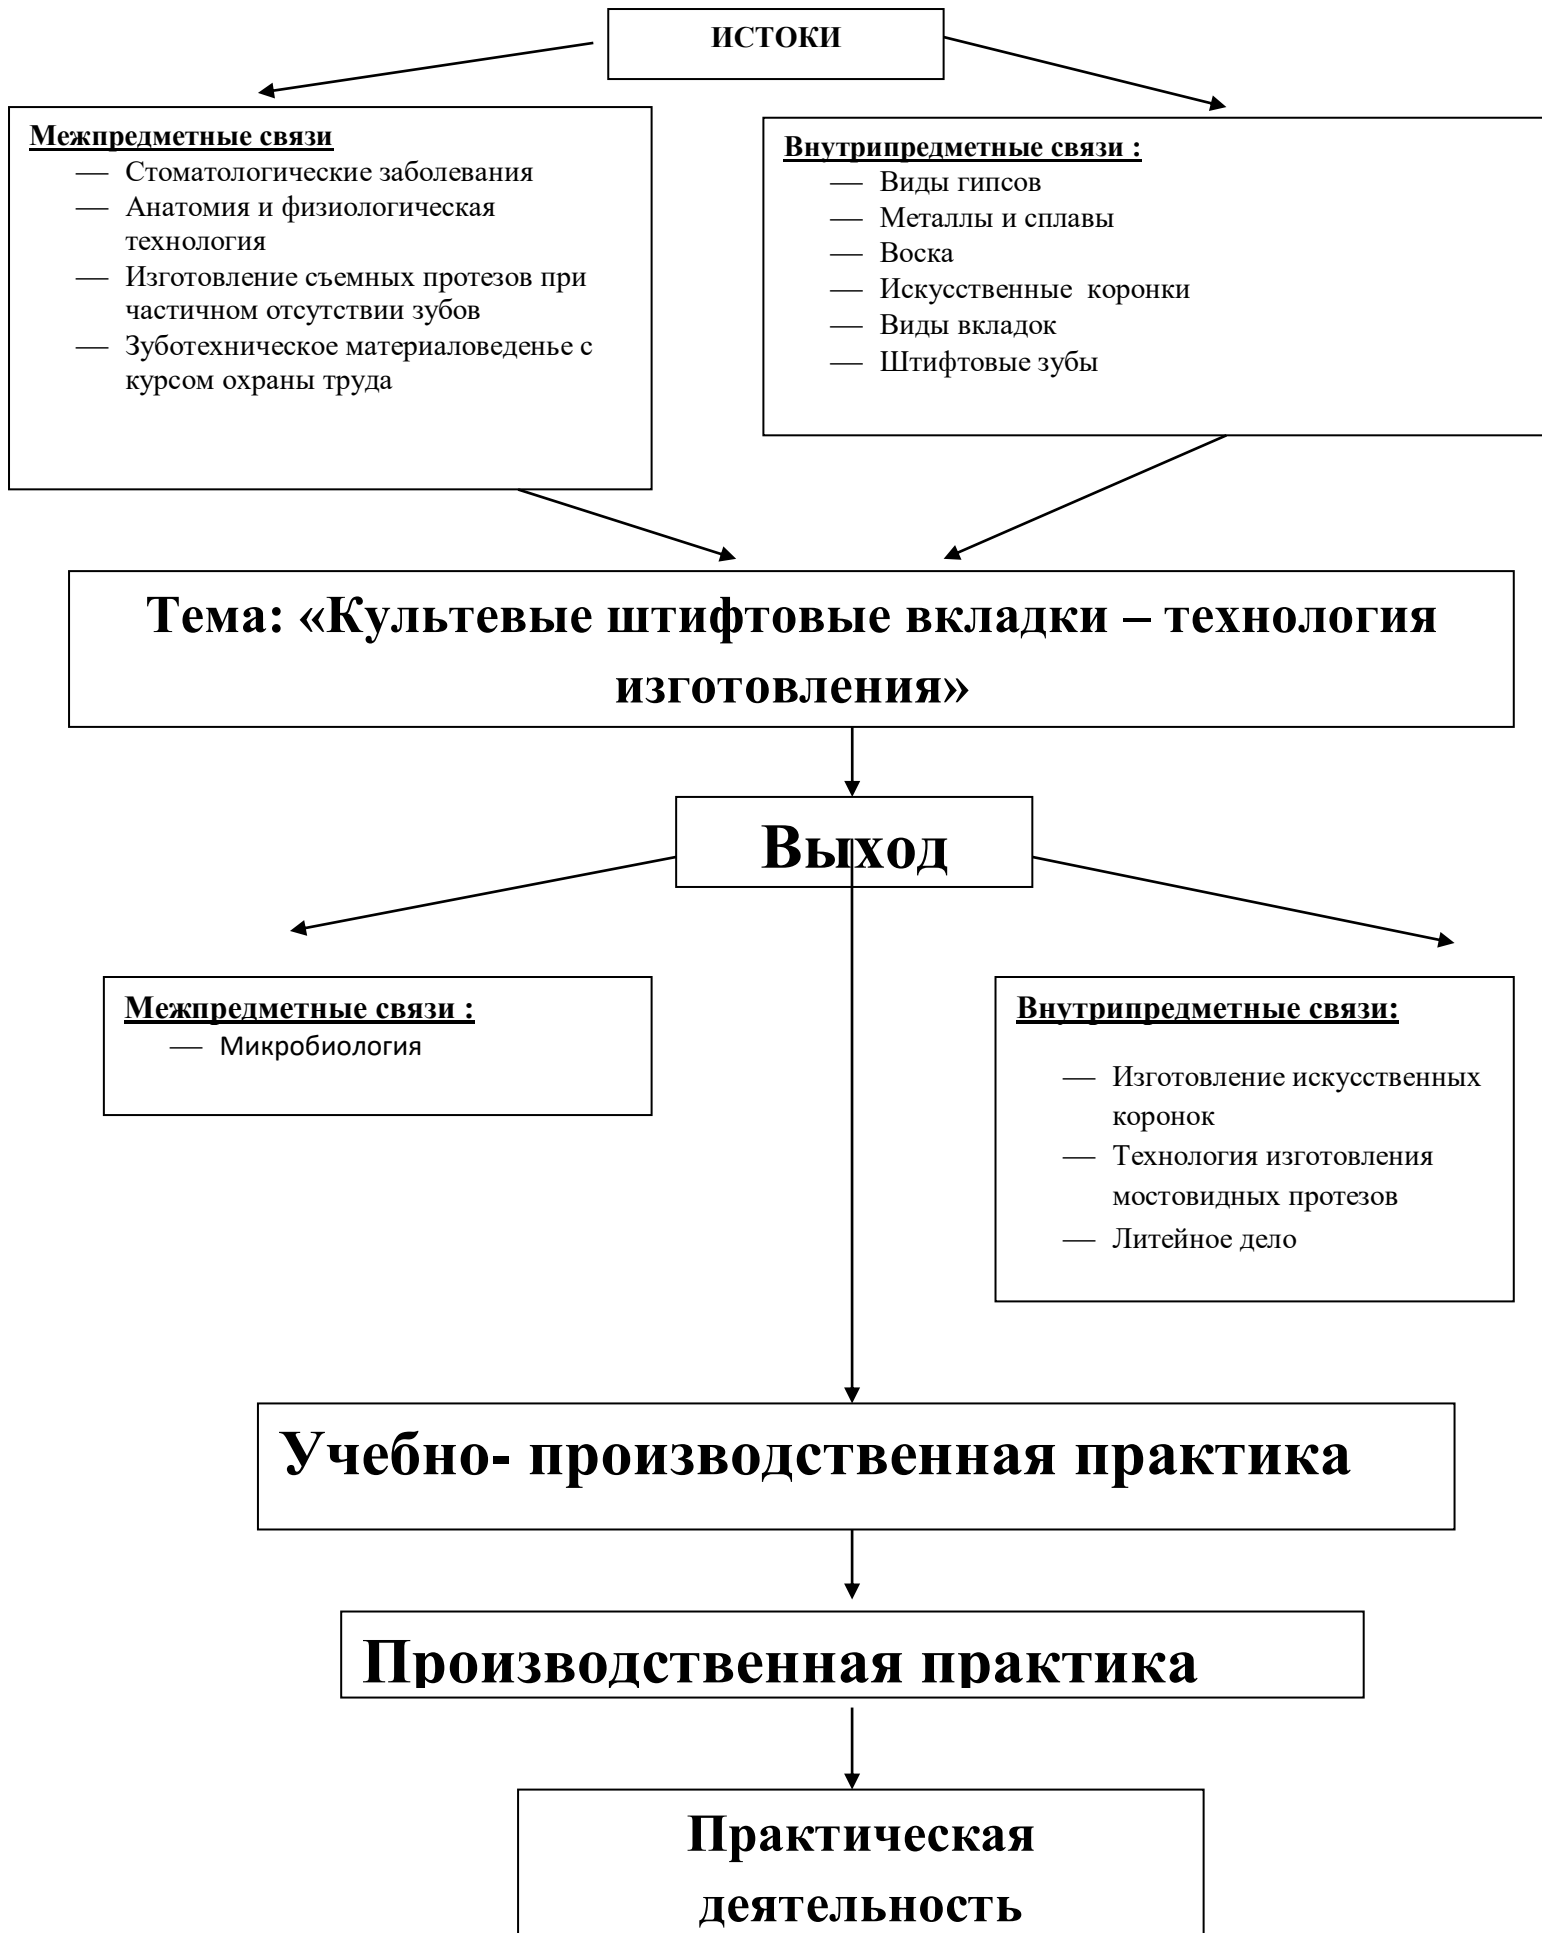 ИСТОКИ
Межпредметные связи
— Стоматологические заболевания
— Анатомия и физиологическая
технология
— Изготовление съемных протезов при
частичном отсутствии зубов
— Зуботехническое материаловеденье с
курсом охраны труда
Внутрипредметные связи :
— Виды гипсов
— Металлы и сплавы
— Воска
— Искусственные  коронки
— Виды вкладок
— Штифтовые зубы
Тема: «Культевые штифтовые вкладки – технология
изготовления»
Выход
Межпредметные связи :
— Микробиология
Внутрипредметные связи:
— Изготовление искусственных
коронок
— Технология изготовления
мостовидных протезов
— Литейное дело
Учебно- производственная практика
Производственная практика
Практическая
деятельность